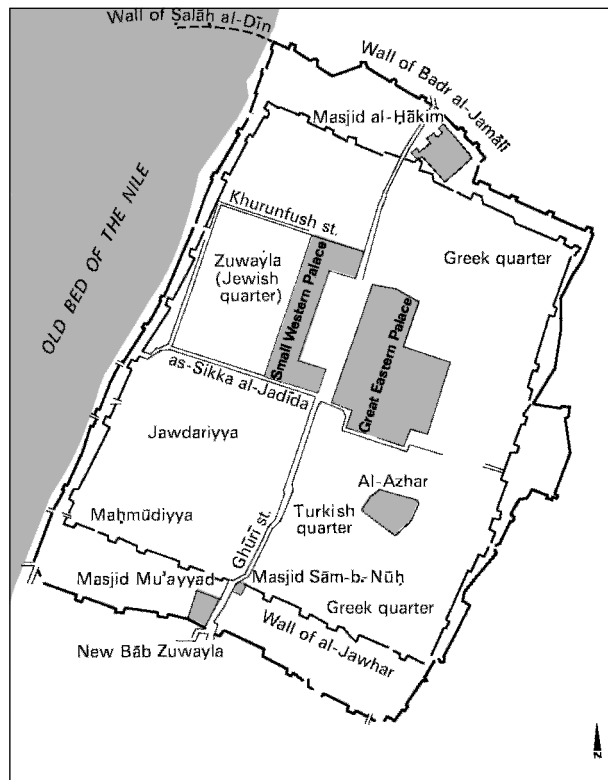 Wall of Ṣalāḥ al-Dīn
Wall of Badr al-Jamālī
Masjid al-Ḥākim
Khurunfush st.
Greek quarter
Zuwayla
(Jewish
quarter)
Small Western Palace
Great Eastern Palace
OLD BED OF THE NILE
as-Sikka al-Jadīda
Jawdariyya
Al-Azhar
Turkish
quarter
Maḥmūdiyya
Ghūrī st.
Masjid Mu'ayyad
Masjid Sām-b.-Nūḥ
Greek quarter
Wall of al-Jawhar
New Bāb Zuwayla
N